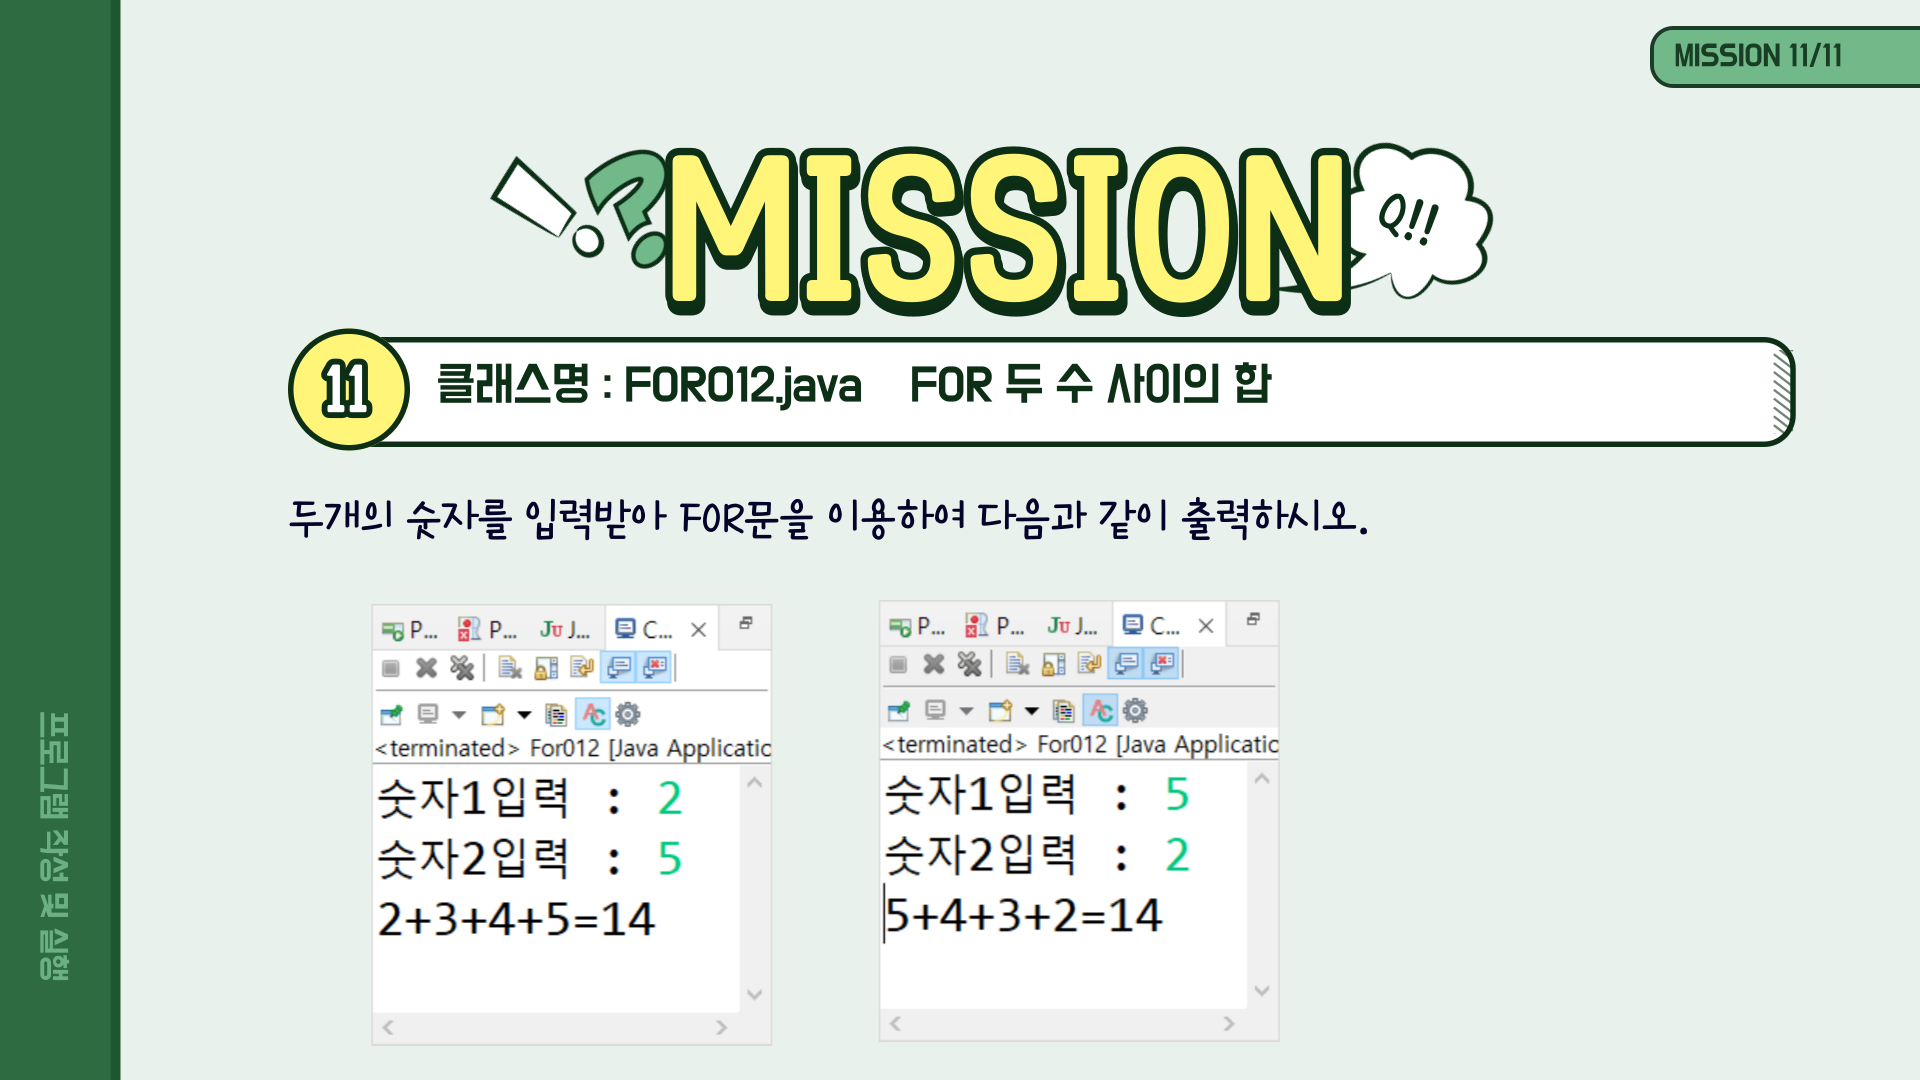 MISSION 11/11
MISSION
Q!!
11
클래스명 : FOR012.java FOR 두 수 사이의 합
두개의 숫자를 입력받아 FOR문을 이용하여 다음과 같이 출력하시오.
P... P... JU J... C...
<terminated> For012 [Java Applicatio
숫자1입력 : 2
숫자2입력 : 5
2+3+4+5=14
P... P... JU J... C...
<terminated> For012 [Java Applicatio
숫자1입력 : 5
숫자2입력 : 2
5+4+3+2=14
프로그램 작성 및 실행